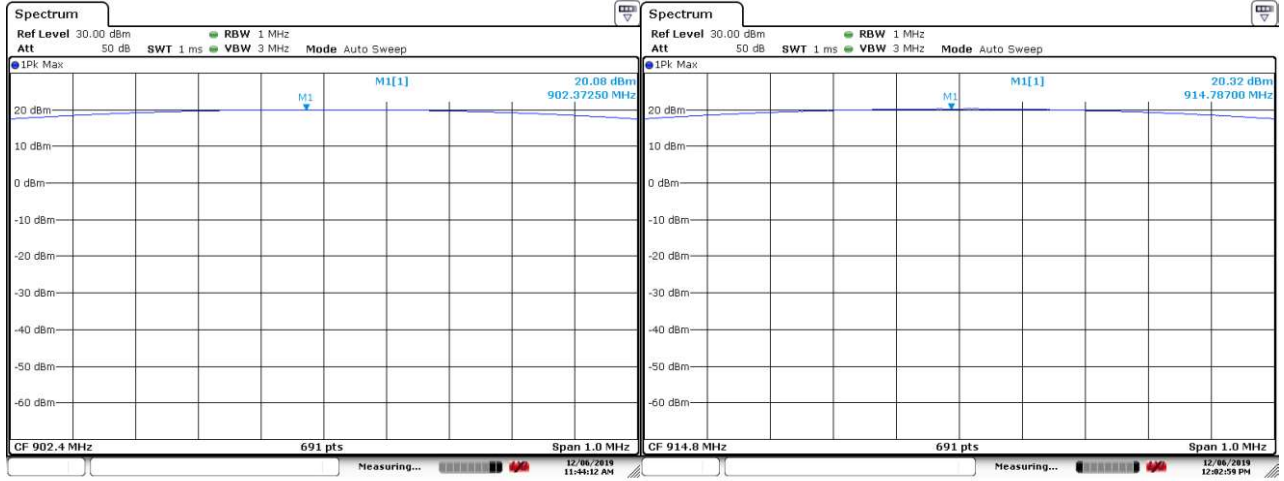 Spectrum
Ref Level 30.00 dBm RBW 1 MHz
Att 50 dB SWT 1 ms VBW 3 MHz Mode Auto Sweep
1Pk Max
M1[1] 20.08 dBm
902.37250 MHz
M1
20 dBm
10 dBm
0 dBm
-10 dBm
-20 dBm
-30 dBm
-40 dBm
-50 dBm
-60 dBm
CF 902.4 MHz 691 pts Span 1.0 MHz
Measuring... 12/06/2019
11:44:12 AM
Spectrum
Ref Level 30.00 dBm RBW 1 MHz
Att 50 dB SWT 1 ms VBW 3 MHz Mode Auto Sweep
1Pk Max
M1[1] 20.32 dBm
914.78700 MHz
M1
20 dBm
10 dBm
0 dBm
-10 dBm
-20 dBm
-30 dBm
-40 dBm
-50 dBm
-60 dBm
CF 914.8 MHz 691 pts Span 1.0 MHz
Measuring... 12/06/2019
12:02:59 PM